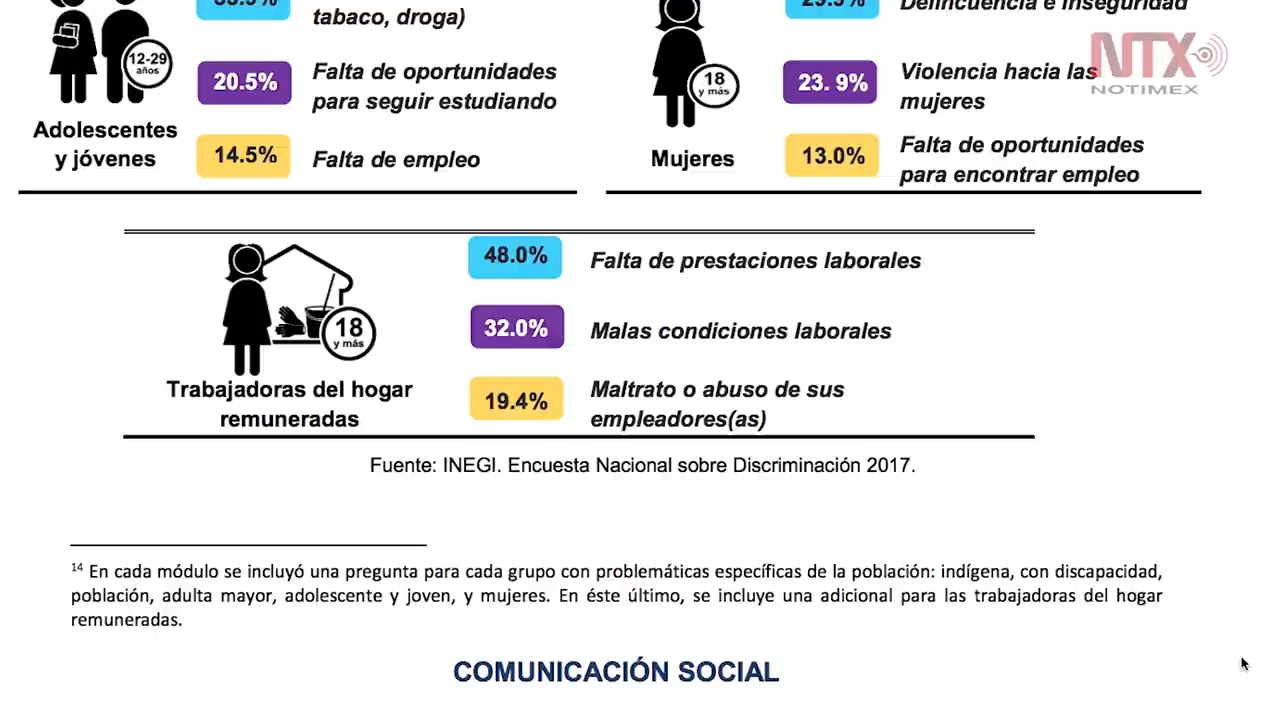 tabaco, droga)
12-29
años
20.5%
Falta de oportunidades
para seguir estudiando
14.5%
Falta de empleo
Adolescentes
y jóvenes
Delincuencia e inseguridad
18
y más
23. 9%
Violencia hacia las
mujeres
13.0%
Falta de oportunidades
para encontrar empleo
Mujeres
NTX
NOTIMEX
48.0%
Falta de prestaciones laborales
32.0%
Malas condiciones laborales
18
y más
19.4%
Maltrato o abuso de sus
empleadores(as)
Trabajadoras del hogar
remuneradas
Fuente: INEGI. Encuesta Nacional sobre Discriminación 2017.
14 En cada módulo se incluyó una pregunta para cada grupo con problemáticas específicas de la población: indígena, con discapacidad,
población, adulta mayor, adolescente y joven, y mujeres. En éste último, se incluye una adicional para las trabajadoras del hogar
remuneradas.
COMUNICACIÓN SOCIAL